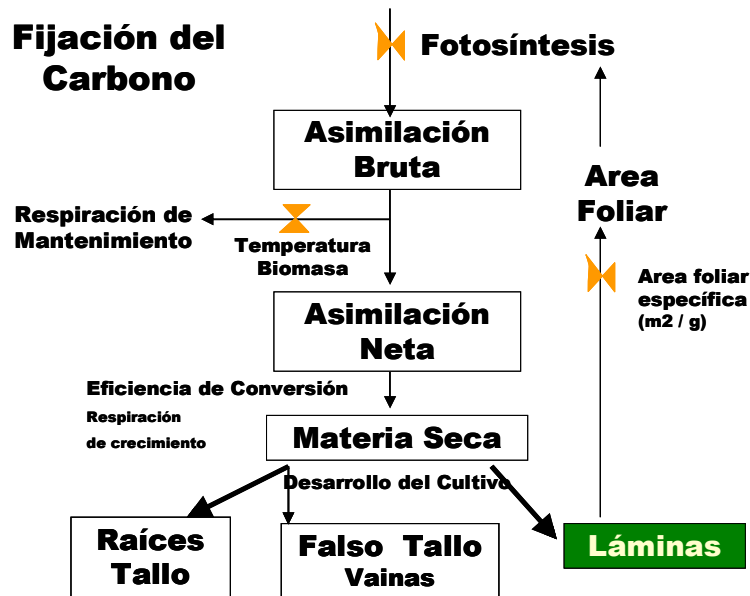 Fijación del
Carbono
Fotosíntesis
Asimilación
Bruta
Area
Foliar
Respiración de
Mantenimiento
Temperatura
Biomasa
Area foliar
específica
(m2 / g)
Asimilación
Neta
Eficiencia de Conversión
Respiración
de crecimiento
Materia Seca
Desarrollo del Cultivo
Raíces
Tallo
Falso Tallo
Vainas
Láminas